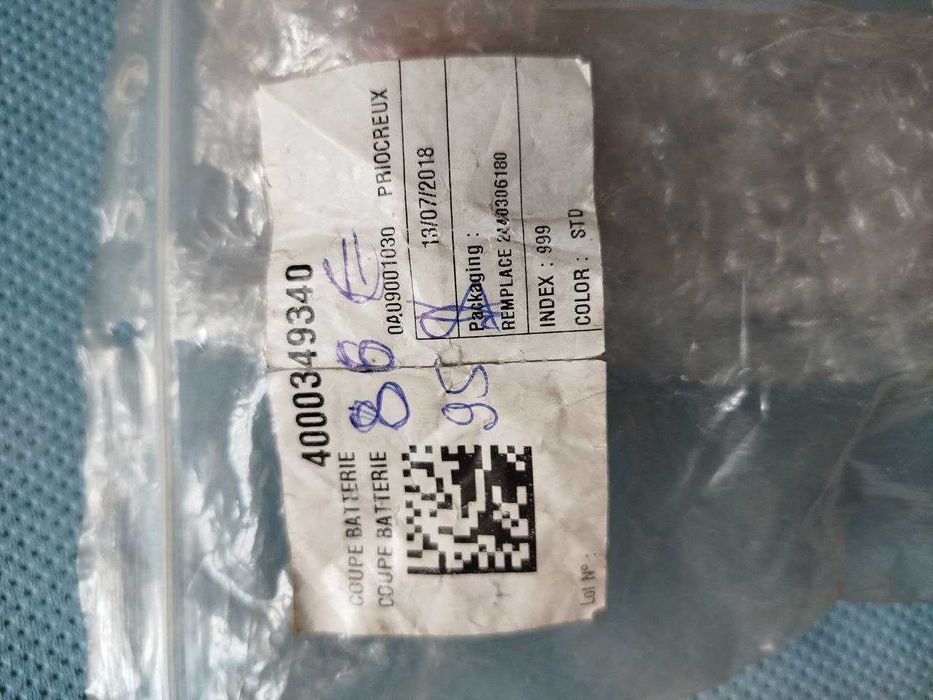 4000349340
COUPE BATTERIE
COUPE BATTERIE
86 €
0A09001030 PRIOCREUX
13/07/2018
95
Packaging :
REMPLACE 2440306180
INDEX : 999
COLOR : STD
Lot N° :